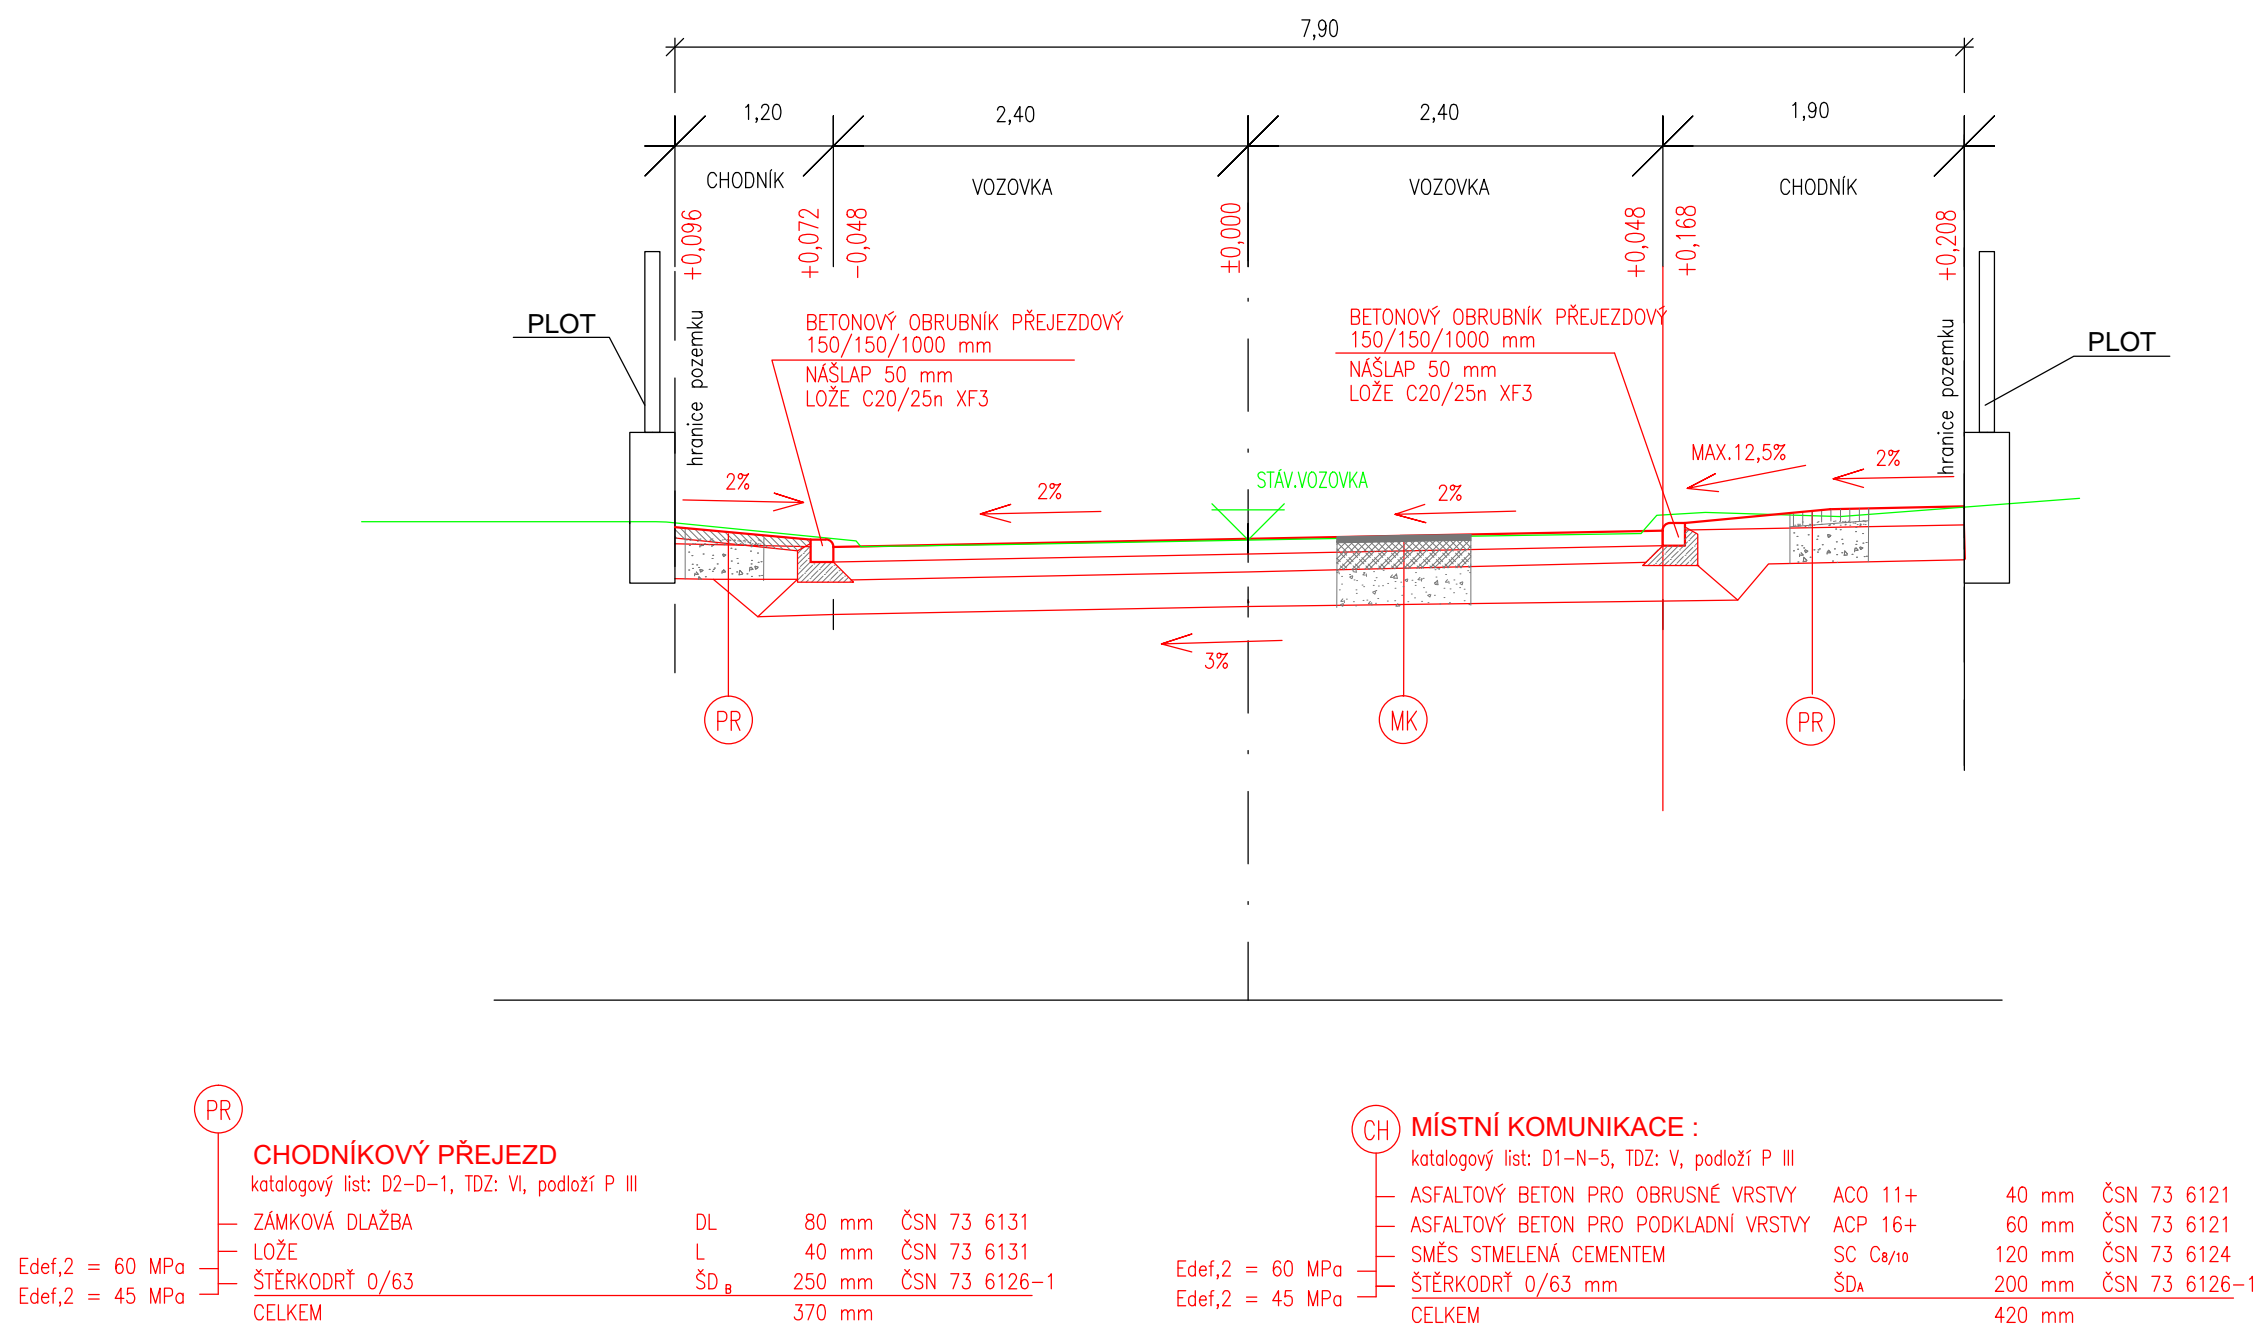 7,90
1,20
2,40
2,40
1,90
CHODNÍK
VOZOVKA
VOZOVKA
CHODNÍK
+0,096
+0,072
-0,048
±0,000
+0,048
+0,168
+0,208
PLOT
hranice pozemku
BETONOVÝ OBRUBNÍK PŘEJEZDOVÝ
150/150/1000 mm
NÁŠLAP 50 mm
LOŽE C20/25n XF3
BETONOVÝ OBRUBNÍK PŘEJEZDOVÝ
150/150/1000 mm
NÁŠLAP 50 mm
LOŽE C20/25n XF3
hranice pozemku
PLOT
2%
2%
STÁV.VOZOVKA
2%
MAX.12,5%
2%
3%
PR
MK
PR
PR
CHODNÍKOVÝ PŘEJEZD
katalogový list: D2-D-1, TDZ: VI, podloží P III
ZÁMKOVÁ DLAŽBA DL 80 mm ČSN 73 6131
LOŽE L 40 mm ČSN 73 6131
Edef,2 = 60 MPa
ŠTĚRKODRŤ 0/63 ŠD B 250 mm ČSN 73 6126-1
Edef,2 = 45 MPa
CELKEM 370 mm
CH
MÍSTNÍ KOMUNIKACE :
katalogový list: D1-N-5, TDZ: V, podloží P III
ASFALTOVÝ BETON PRO OBRUSNÉ VRSTVY ACO 11+ 40 mm ČSN 73 6121
ASFALTOVÝ BETON PRO PODKLADNÍ VRSTVY ACP 16+ 60 mm ČSN 73 6121
SMĚS STMELENÁ CEMENTEM SC C8/10 120 mm ČSN 73 6124
Edef,2 = 60 MPa
ŠTĚRKODRŤ 0/63 mm ŠDA 200 mm ČSN 73 6126-1
Edef,2 = 45 MPa
CELKEM 420 mm